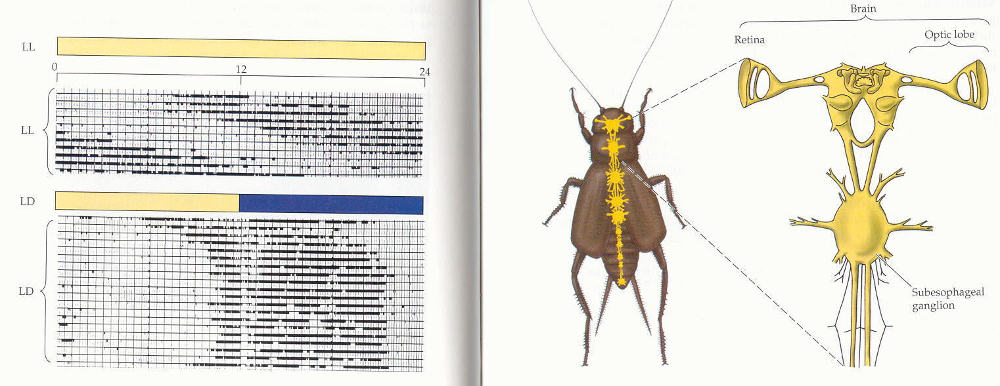 LL
0
12
24
LL
LD
LD
Brain
Retina
Optic lobe
Subesophageal
ganglion